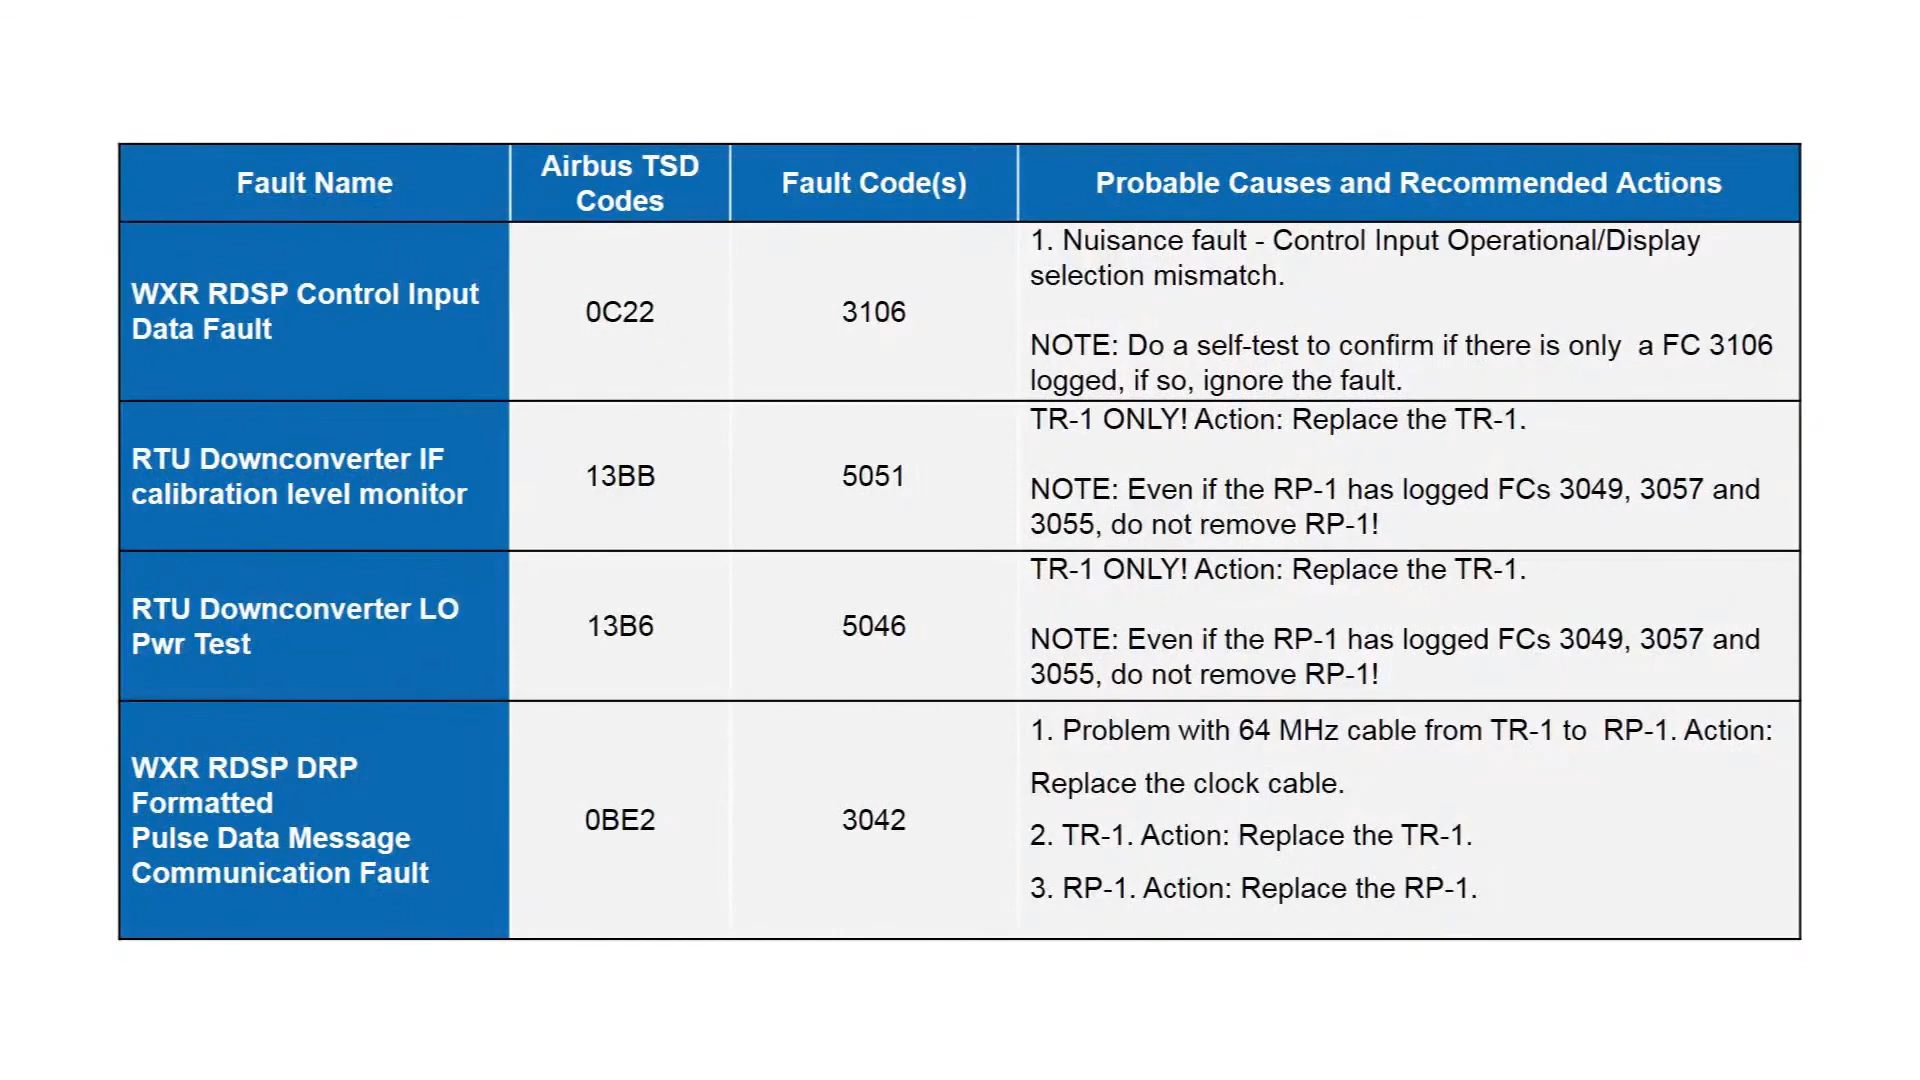 Fault Name
Airbus TSD
Codes
Fault Code(s)
Probable Causes and Recommended Actions
WXR RDSP Control Input
Data Fault
0C22
3106
1. Nuisance fault - Control Input Operational/Display
selection mismatch.
NOTE: Do a self-test to confirm if there is only  a FC 3106
logged, if so, ignore the fault.
RTU Downconverter IF
calibration level monitor
13BB
5051
TR-1 ONLY! Action: Replace the TR-1.
NOTE: Even if the RP-1 has logged FCs 3049, 3057 and
3055, do not remove RP-1!
RTU Downconverter LO
Pwr Test
13B6
5046
TR-1 ONLY! Action: Replace the TR-1.
NOTE: Even if the RP-1 has logged FCs 3049, 3057 and
3055, do not remove RP-1!
WXR RDSP DRP
Formatted
Pulse Data Message
Communication Fault
0BE2
3042
1. Problem with 64 MHz cable from TR-1 to  RP-1. Action:
Replace the clock cable.
2. TR-1. Action: Replace the TR-1.
3. RP-1. Action: Replace the RP-1.